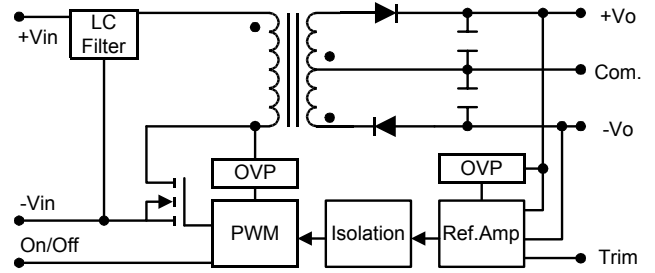 +Vin
LC
Filter
+Vo
Com.
-Vo
OVP
OVP
-Vin
On/Off
PWM
Isolation
Ref.Amp
Trim